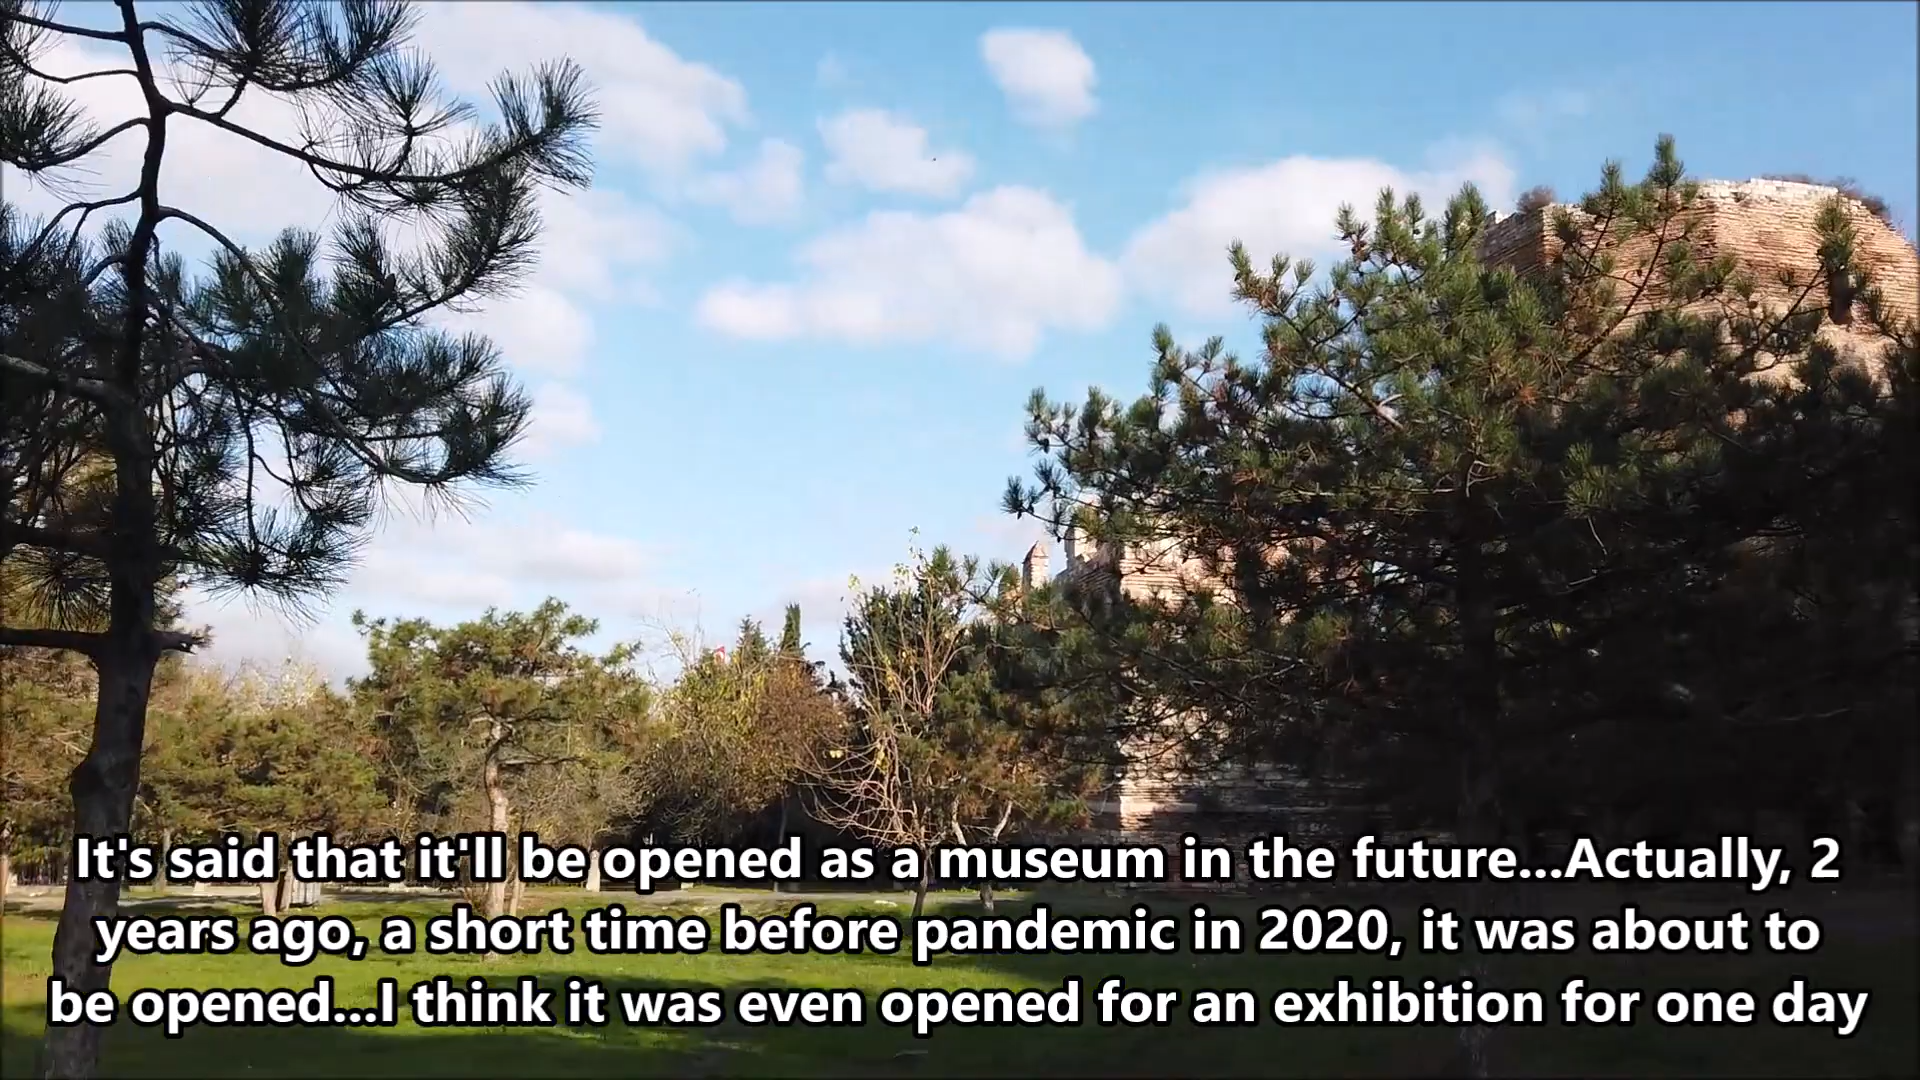 It's said that it'll be opened as a museum in the future...Actually, 2
years ago, a short time before pandemic in 2020, it was about to
be opened...I think it was even opened for an exhibition for one day